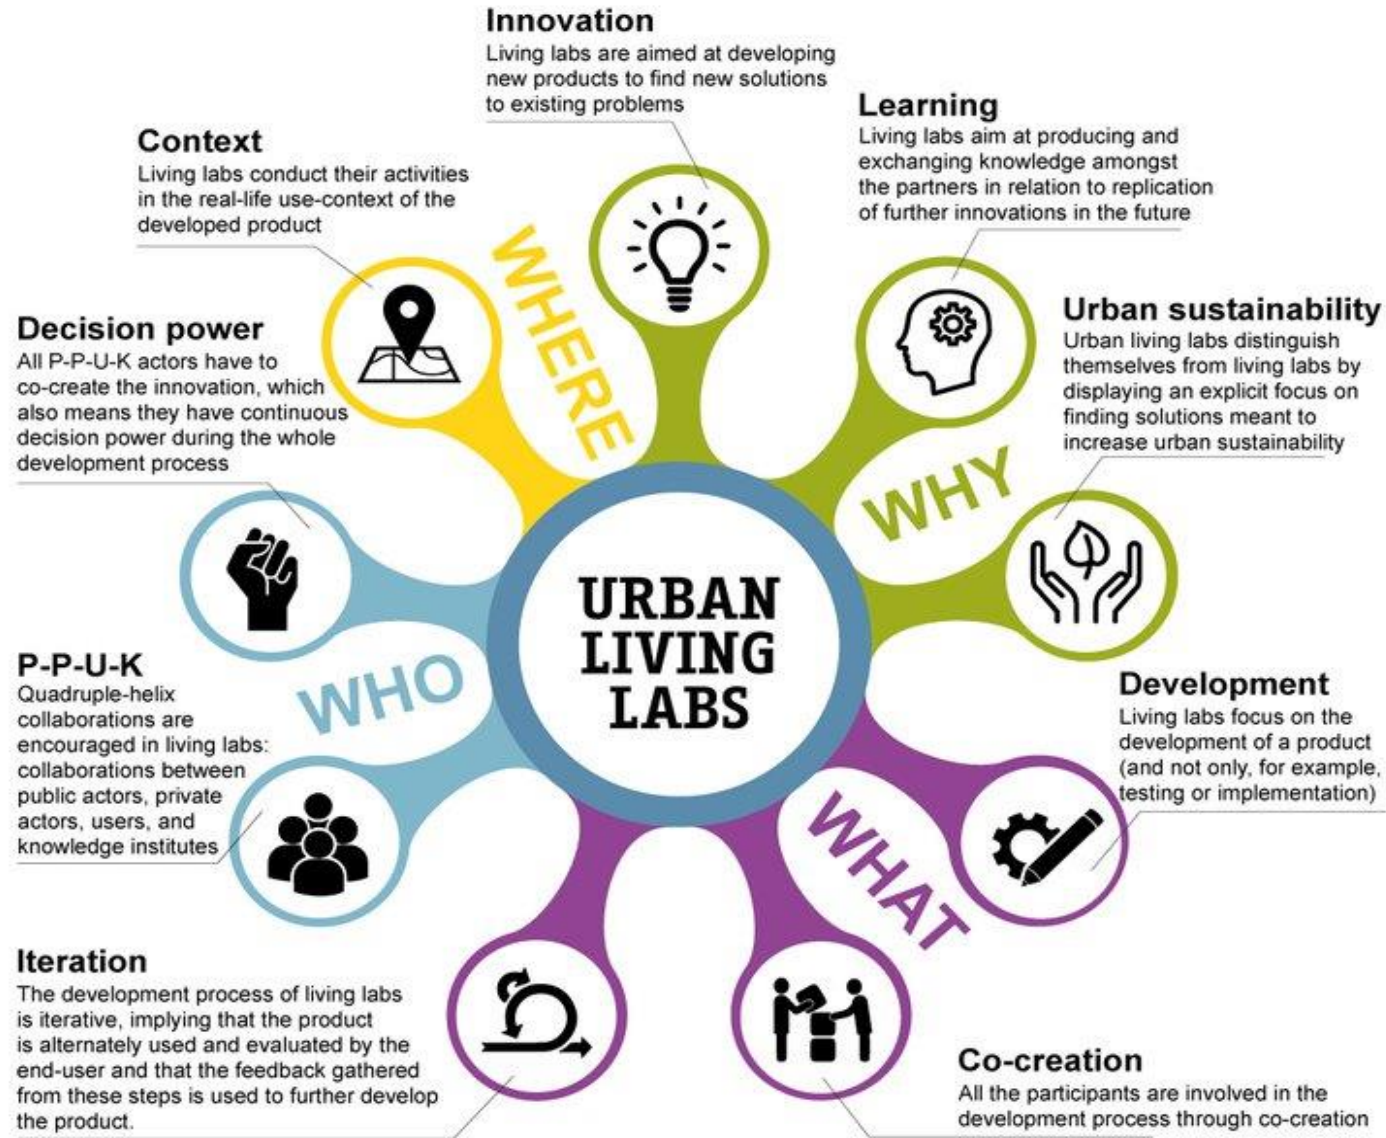 Innovation
Living labs are aimed at developing
new products to find new solutions
to existing problems
Learning
Living labs aim at producing and
exchanging knowledge amongst
the partners in relation to replication
of further innovations in the future
Context
Living labs conduct their activities
in the real-life use-context of the
developed product
WHERE
Urban sustainability
Urban living labs distinguish
themselves from living labs by
displaying an explicit focus on
finding solutions meant to
increase urban sustainability
Decision power
All P-P-U-K actors have to
co-create the innovation, which
also means they have continuous
decision power during the whole
development process
WHY
URBAN
LIVING
LABS
WHO
P-P-U-K
Quadruple-helix
collaborations are
encouraged in living labs:
collaborations between
public actors, private
actors, users, and
knowledge institutes
Development
Living labs focus on the
development of a product
(and not only, for example,
testing or implementation)
WHAT
Iteration
The development process of living labs
is iterative, implying that the product
is alternately used and evaluated by the
end-user and that the feedback gathered
from these steps is used to further develop
the product.
Co-creation
All the participants are involved in the
development process through co-creation